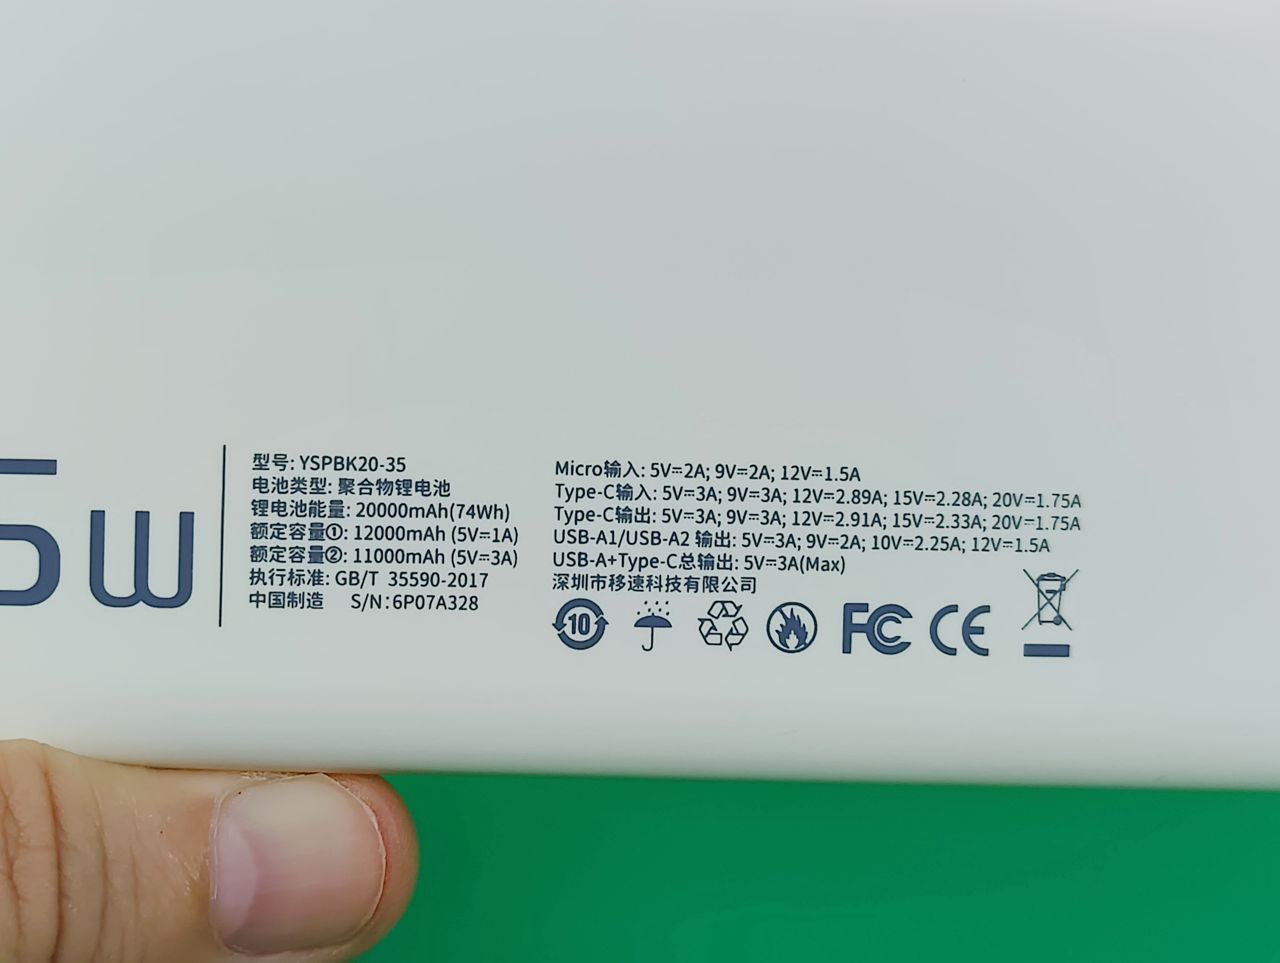 5W
型号: YSPBK20-35
电池类型: 聚合物锂电池
锂电池能量: 20000mAh(74Wh)
额定容量①: 12000mAh (5V⎓1A)
额定容量②: 11000mAh (5V⎓3A)
执行标准: GB/T 35590-2017
中国制造 S/N:6P07A328
Micro输入: 5V⎓2A; 9V⎓2A; 12V⎓1.5A
Type-C输入: 5V⎓3A; 9V⎓3A; 12V⎓2.89A; 15V⎓2.28A; 20V⎓1.75A
Type-C输出: 5V⎓3A; 9V⎓3A; 12V⎓2.91A; 15V⎓2.33A; 20V⎓1.75A
USB-A1/USB-A2 输出: 5V⎓3A; 9V⎓2A; 10V⎓2.25A; 12V⎓1.5A
USB-A+Type-C总输出: 5V⎓3A(Max)
深圳市移速科技有限公司
10 FC CE